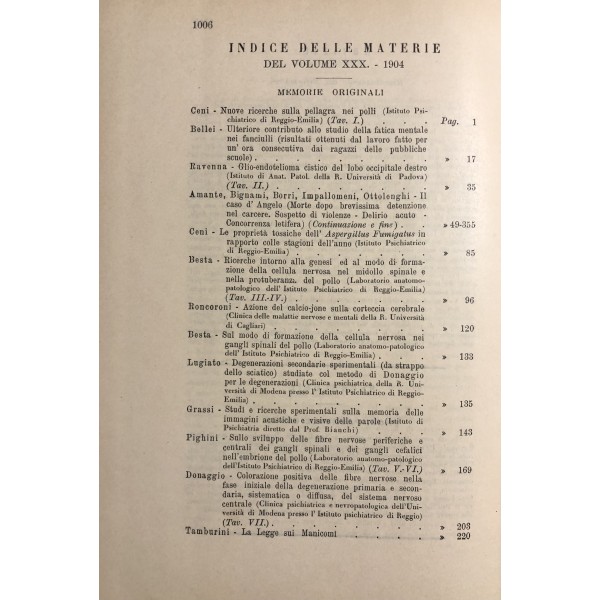 1006
INDICE DELLE MATERIE
DEL VOLUME XXX. - 1904
MEMORIE ORIGINALI
Ceni - Nuove ricerche sulla pellagra nei polli (Istituto Psi-
chiatrico di Reggio-Emilia) (Tav. I.) . . . Pag. 1
Bellei - Ulteriore contributo allo studio della fatica mentale
nei fanciulli (risultati ottenuti dal lavoro fatto per
un' ora consecutiva dai ragazzi delle pubbliche
scuole) . . . . . . . . » 17
Ravenna - Glio-endotelioma cistico del lobo occipitale destro
(Istituto di Anat. Patol. della R. Università di Padova)
(Tav. II.) . . . . . . . » 35
Amante, Bignami, Borri, Impallomeni, Ottolenghi - Il
caso d' Angelo (Morte dopo brevissima detenzione
nel carcere. Sospetto di violenze - Delirio acuto -
Concorrenza letifera) (Continuazione e fine) . . » 49-355
Ceni - Le proprietà tossiche dell' Aspergillus Fumigatus in
rapporto colle stagioni dell'anno (Istituto Psichiatrico
di Reggio-Emilia) . . . . . . » 85
Besta - Ricerche intorno alla genesi ed al modo di forma-
zione della cellula nervosa nel midollo spinale e
nella protuberanza del pollo (Laboratorio anatomo-
patologico dell' Istituto Psichiatrico di Reggio-Emilia)
(Tav. III.-IV.) . . . . . . » 96
Ronceroni - Azione del calcio-jone sulla corteccia cerebrale
(Clinica delle malattie nervose e mentali della R. Università
di Cagliari) . . . . . . . » 120
Besta - Sul modo di formazione della cellula nervosa nei
gangli spinali del pollo (Laboratorio anatomo-patologico
dell' Istituto Psichiatrico di Reggio-Emilia) . . . » 133
Lugiato - Degenerazioni secondarie sperimentali (da strappo
dello sciatico) studiate col metodo di Donaggio
per le degenerazioni (Clinica psichiatrica della R. Uni-
versità di Modena presso l' Istituto Psichiatrico di Reggio-
Emilia) . . . . . . . . » 135
Grassi - Studi e ricerche sperimentali sulla memoria delle
immagini acustiche e visive delle parole (Istituto di
Psichiatria diretto dal Prof. Bianchi) . . . . » 143
Pighini - Sullo sviluppo delle fibre nervose periferiche e
centrali dei gangli spinali e dei gangli cefalici
nell'embrione del pollo (Laboratorio anatomo-patologico
dell'Istituto Psichiatrico di Reggio-Emilia) (Tav. V.-VI.) . » 169
Donaggio - Colorazione positiva delle fibre nervose nella
fase iniziale della degenerazione primaria e secon-
daria, sistematica o diffusa, del sistema nervoso
centrale (Clinica psichiatrica e nevropatologica dell'Uni-
versità di Modena presso l' Istituto psichiatrico di Reggio)
(Tav. VII.) . . . . . . . » 203
Tamburini - La Legge sui Manicomi . . . . » 220